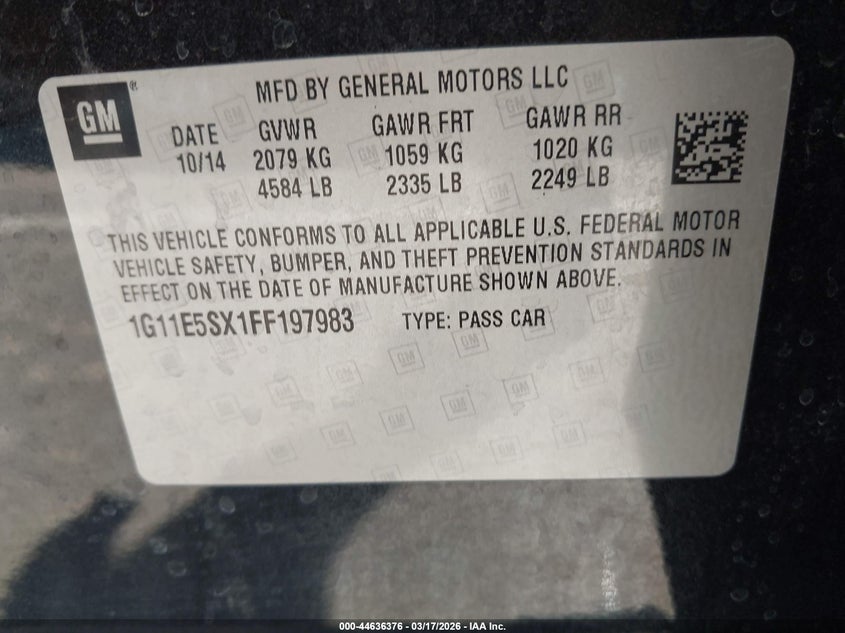 GM
®
MFD BY GENERAL MOTORS LLC
DATE GVWR GAWR FRT GAWR RR
10/14 2079 KG 1059 KG 1020 KG
4584 LB 2335 LB 2249 LB
THIS VEHICLE CONFORMS TO ALL APPLICABLE U.S. FEDERAL MOTOR
VEHICLE SAFETY, BUMPER, AND THEFT PREVENTION STANDARDS IN
EFFECT ON THE DATE OF MANUFACTURE SHOWN ABOVE.
1G11E5SX1FF197983 TYPE: PASS CAR
000-44636376 - 03/17/2026 - IAA Inc.